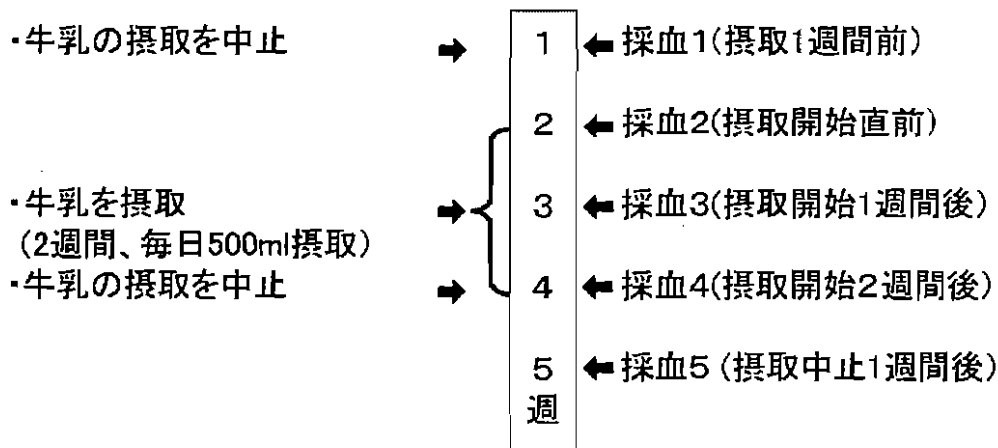 ・牛乳の摂取を中止
1
採血1(摂取1週間前)
2
採血2(摂取開始直前)
・牛乳を摂取
(2週間、毎日500ml摂取)
3
採血3(摂取開始1週間後)
・牛乳の摂取を中止
4
採血4(摂取開始2週間後)
5
週
採血5(摂取中止1週間後)